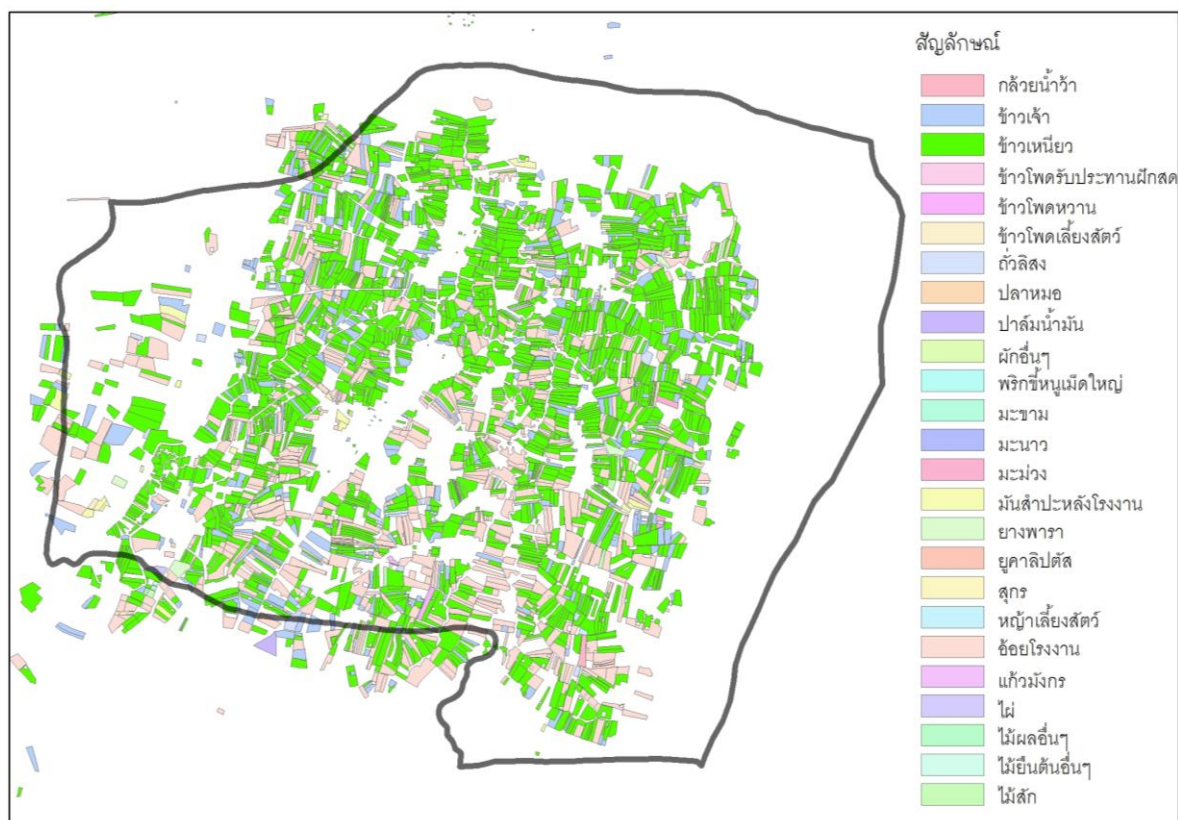 สัญลักษณ์
กล้วยน้ำว้า
ข้าวเจ้า
ข้าวเหนียว
ข้าวโพดรับประทานฝักสด
ข้าวโพดหวาน
ข้าวโพดเลี้ยงสัตว์
ถั่วลิสง
ปลาหมอ
ปาล์มน้ำมัน
ผักอื่นๆ
พริกขี้หนูเม็ดใหญ่
มะขาม
มะนาว
มะม่วง
มันสำปะหลังโรงงาน
ยางพารา
ยูคาลิปตัส
สุกร
หญ้าเลี้ยงสัตว์
อ้อยโรงงาน
แก้วมังกร
ไผ่
ไม้ผลอื่นๆ
ไม้ยืนต้นอื่นๆ
ไม้สัก